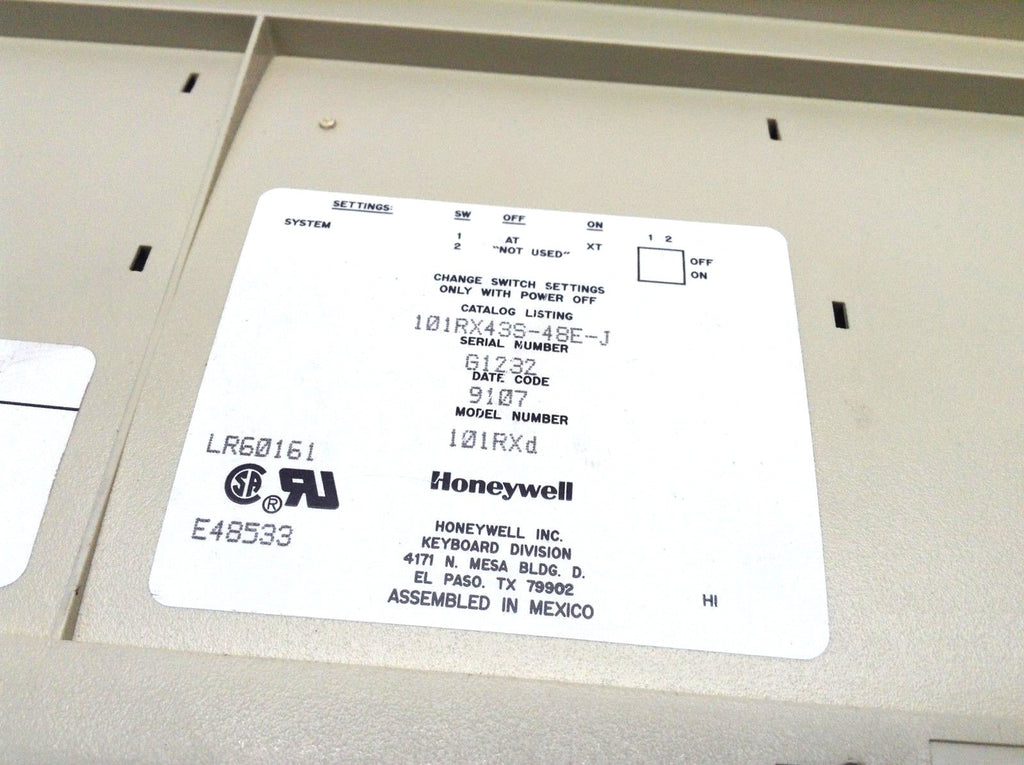 SETTINGS: SW OFF ON
SYSTEM 1 AT XT
2 "NOT USED"
1 2
OFF
ON
CHANGE SWITCH SETTINGS
ONLY WITH POWER OFF
CATALOG LISTING
101RX43S-48E-J
SERIAL NUMBER
G1232
DATE CODE
9107
MODEL NUMBER
101RXd
LR60161
SA ® RU
E48533
Honeywell
HONEYWELL INC.
KEYBOARD DIVISION
4171 N. MESA BLDG. D.
EL PASO. TX 79902
ASSEMBLED IN MEXICO
HI